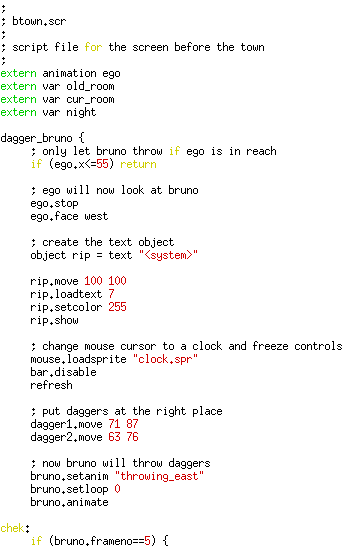 ;
; btown.scr
;
; script file for the screen before the town
;
extern animation ego
extern var old_room
extern var cur_room
extern var night

dagger_bruno {
     ; only let bruno throw if ego is in reach
     if (ego.x<=55) return

     ; ego will now look at bruno
     ego.stop
     ego.face west

     ; create the text object
     object rip = text "<system>"

     rip.move 100 100
     rip.loadtext 7
     rip.setcolor 255
     rip.show

     ; change mouse cursor to a clock and freeze controls
     mouse.loadsprite "clock.spr"
     bar.disable
     refresh

     ; put daggers at the right place
     dagger1.move 71 87
     dagger2.move 63 76

     ; now bruno will throw daggers
     bruno.setanim "throwing_east"
     bruno.setloop 0
     bruno.animate

chek:
     if (bruno.frameno==5) {